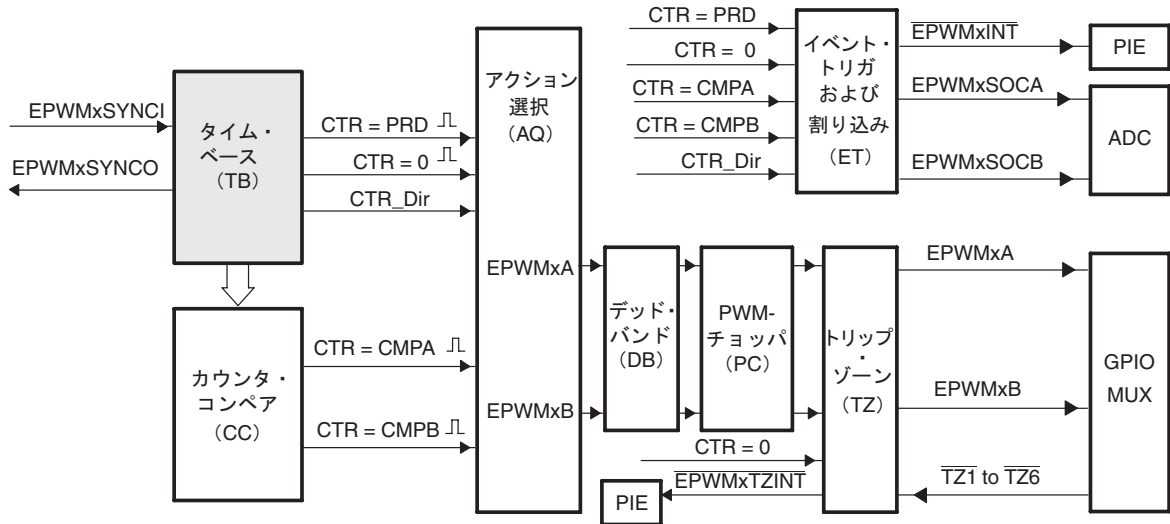 EPWMxSYNCI
EPWMxSYNCO
タイム・
ベース
(TB)
CTR = PRD
CTR = 0
CTR_Dir
カウンタ・
コンペア
(CC)
CTR = CMPA
CTR = CMPB
アクション
選択
(AQ)
EPWMxA
EPWMxB
CTR = PRD
CTR = 0
CTR = CMPA
CTR = CMPB
CTR_Dir
イベント・
トリガ
および
割り込み
(ET)
EPWMxINT
EPWMxSOCA
EPWMxSOCB
PIE
ADC
デッド・
バンド
(DB)
PWM-
チョッパ
(PC)
トリップ
・
ゾーン
(TZ)
EPWMxA
EPWMxB
GPIO
MUX
CTR = 0
EPWMxTZINT
PIE
TZ1 to TZ6